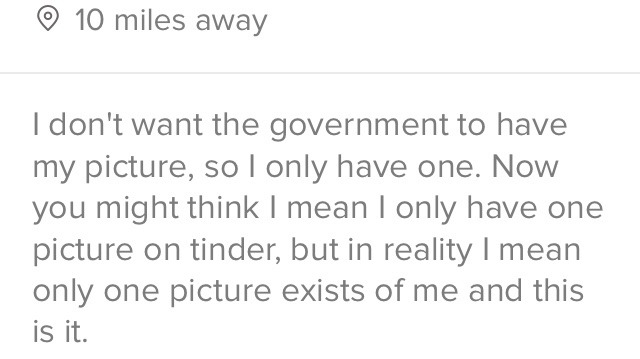 10 miles away
I don't want the government to have
my picture, so I only have one. Now
you might think I mean I only have one
picture on tinder, but in reality I mean
only one picture exists of me and this
is it.